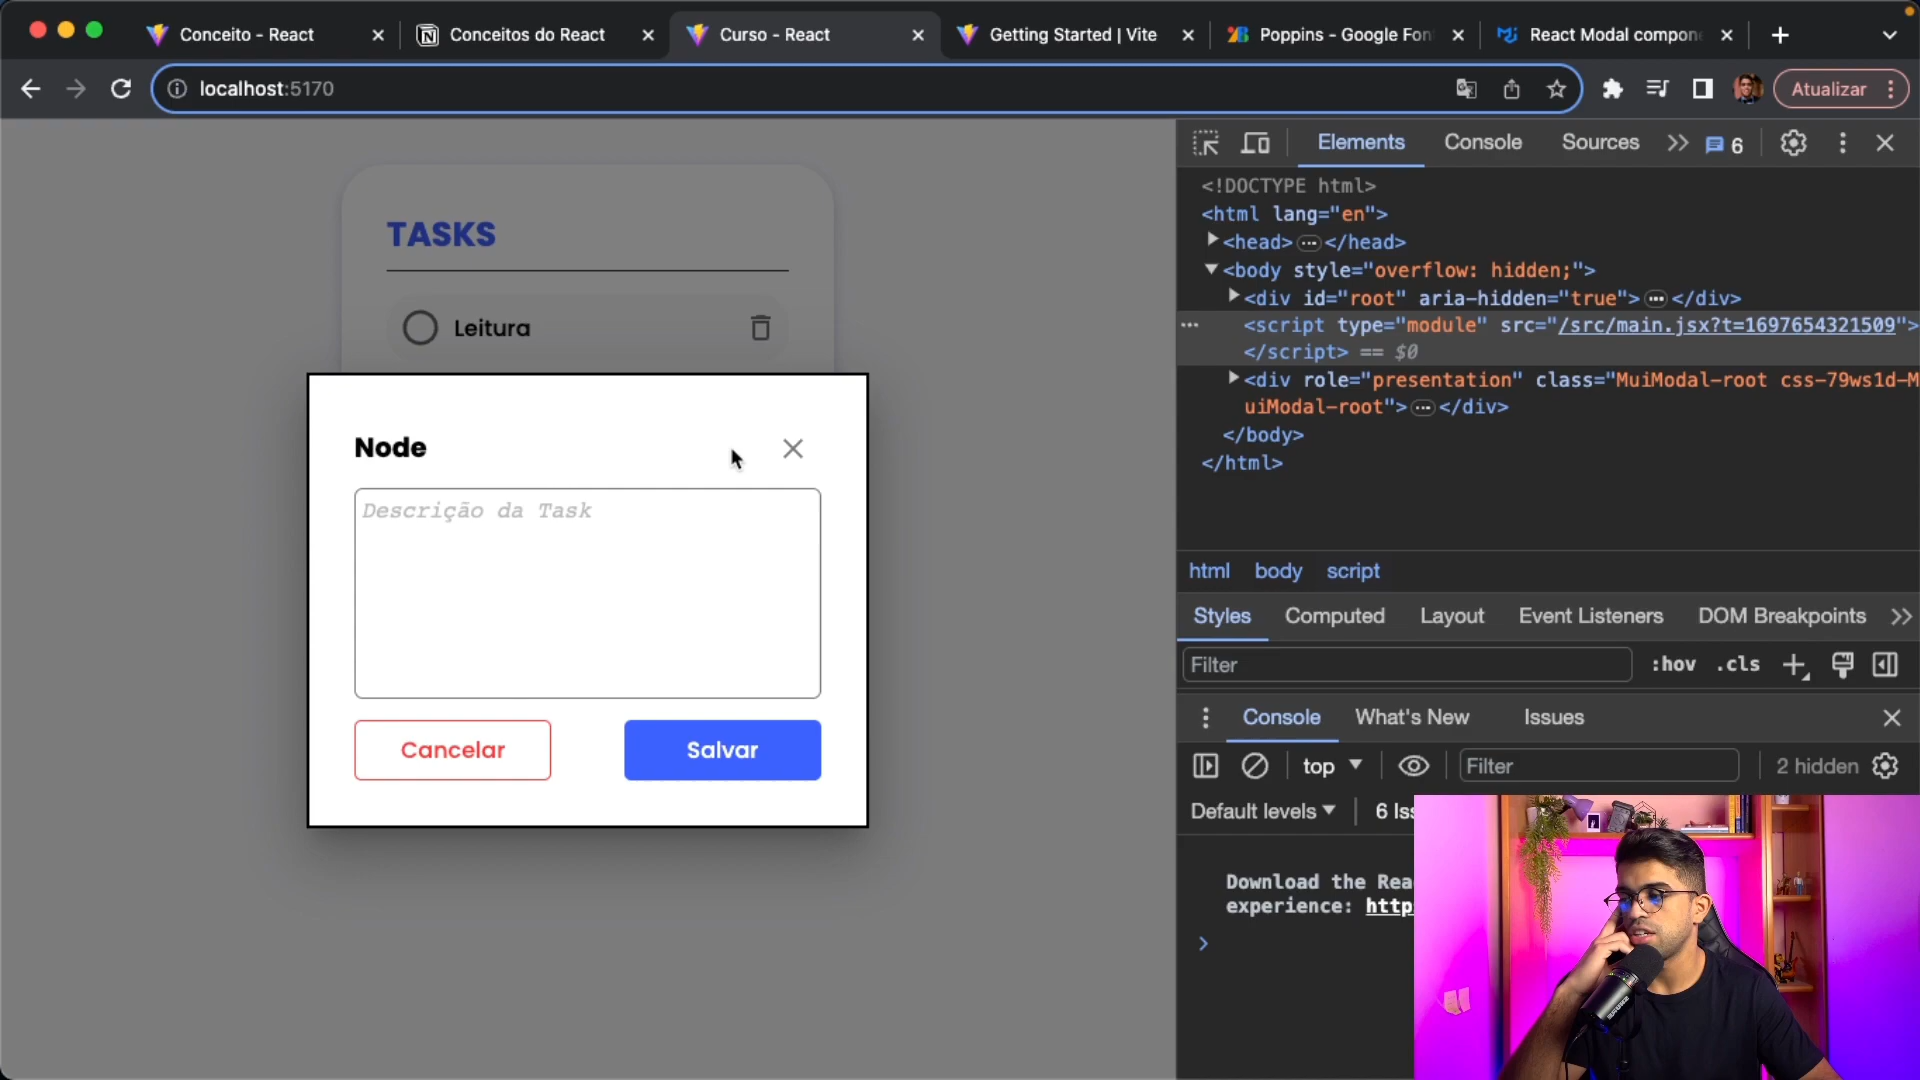 Conceito - React
Conceitos do React
Curso - React
Getting Started | Vite
Poppins - Google Fon
React Modal compon
localhost:5170
Atualizar
TASKS
Leitura
Node
Descrição da Task
Cancelar
Salvar
Elements
Console
Sources
6
<!DOCTYPE html>
<html lang="en">
<head> ⋯ </head>
<body style="overflow: hidden;">
<div id="root" aria-hidden="true"> ⋯ </div>
<script type="module" src="/src/main.jsx?t=1697654321509">
</script> == $0
<div role="presentation" class="MuiModal-root css-79ws1d-M
uiModal-root"> ⋯ </div>
</body>
</html>
html body script
Styles
Computed
Layout
Event Listeners
DOM Breakpoints
Filter
:hov .cls
Console
What's New
Issues
top
Filter
2 hidden
Default levels
6 Iss
Download the Rea
experience: http